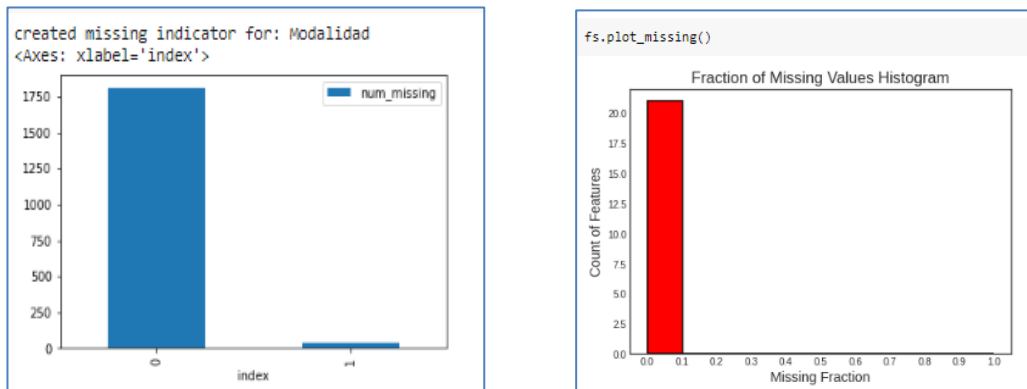 created missing indicator for: Modalidad
<Axes: xlabel='index'>
1750
1500
1250
1000
750
500
250
0
num_missing
0
1
index
fs.plot_missing()
Fraction of Missing Values Histogram
Count of Features
20.0
17.5
15.0
12.5
10.0
7.5
5.0
2.5
0.0
0.0 0.1 0.2 0.3 0.4 0.5 0.6 0.7 0.8 0.9 1.0
Missing Fraction